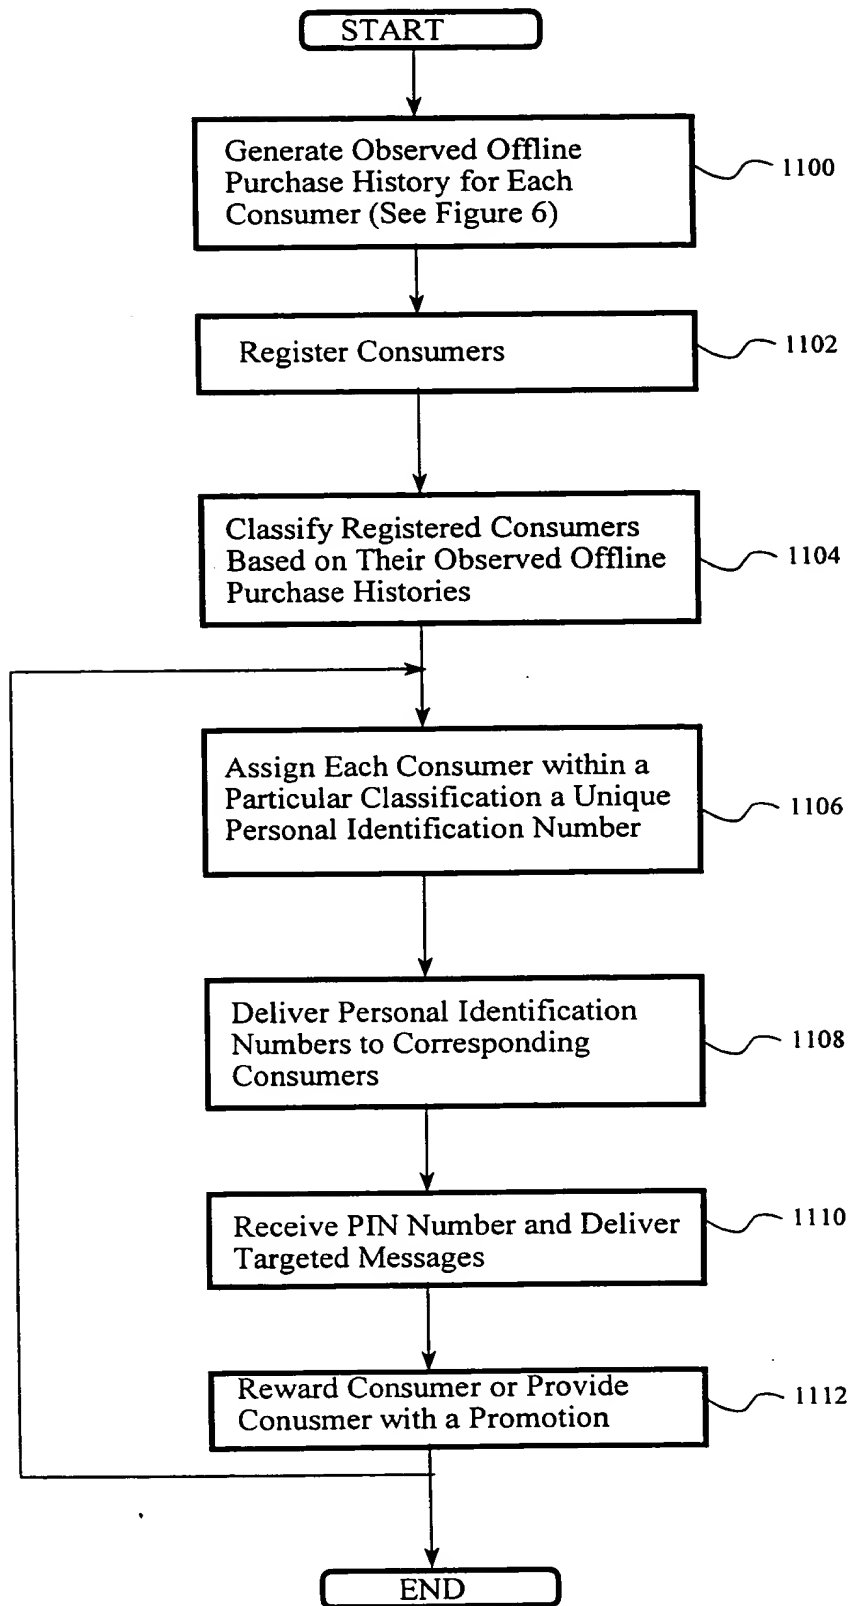 START
Generate Observed Offline
Purchase History for Each
Consumer (See Figure 6)
1100
Register Consumers
1102
Classify Registered Consumers
Based on Their Observed Offline
Purchase Histories
1104
Assign Each Consumer within a
Particular Classification a Unique
Personal Identification Number
1106
Deliver Personal Identification
Numbers to Corresponding
Consumers
1108
Receive PIN Number and Deliver
Targeted Messages
1110
Reward Consumer or Provide
Conusmer with a Promotion
1112
END